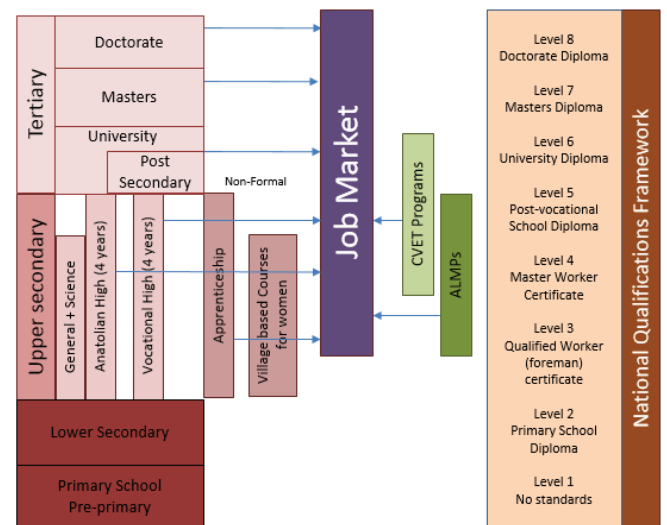 Tertiary
Doctorate
Masters
University
Post
Secondary
Non-Formal
Upper secondary
General + Science
Anatolian High (4 years)
Vocational High (4 years)
Apprenticeship
Village based Courses
for women
Lower Secondary
Primary School
Pre-primary
Job Market
CVET Programs
ALMPs
Level 8
Doctorate Diploma
Level 7
Masters Diploma
Level 6
University Diploma
Level 5
Post-vocational
School Diploma
Level 4
Master Worker
Certificate
Level 3
Qualified Worker
(foreman)
certificate
Level 2
Primary School
Diploma
Level 1
No standards
National Qualifications Framework